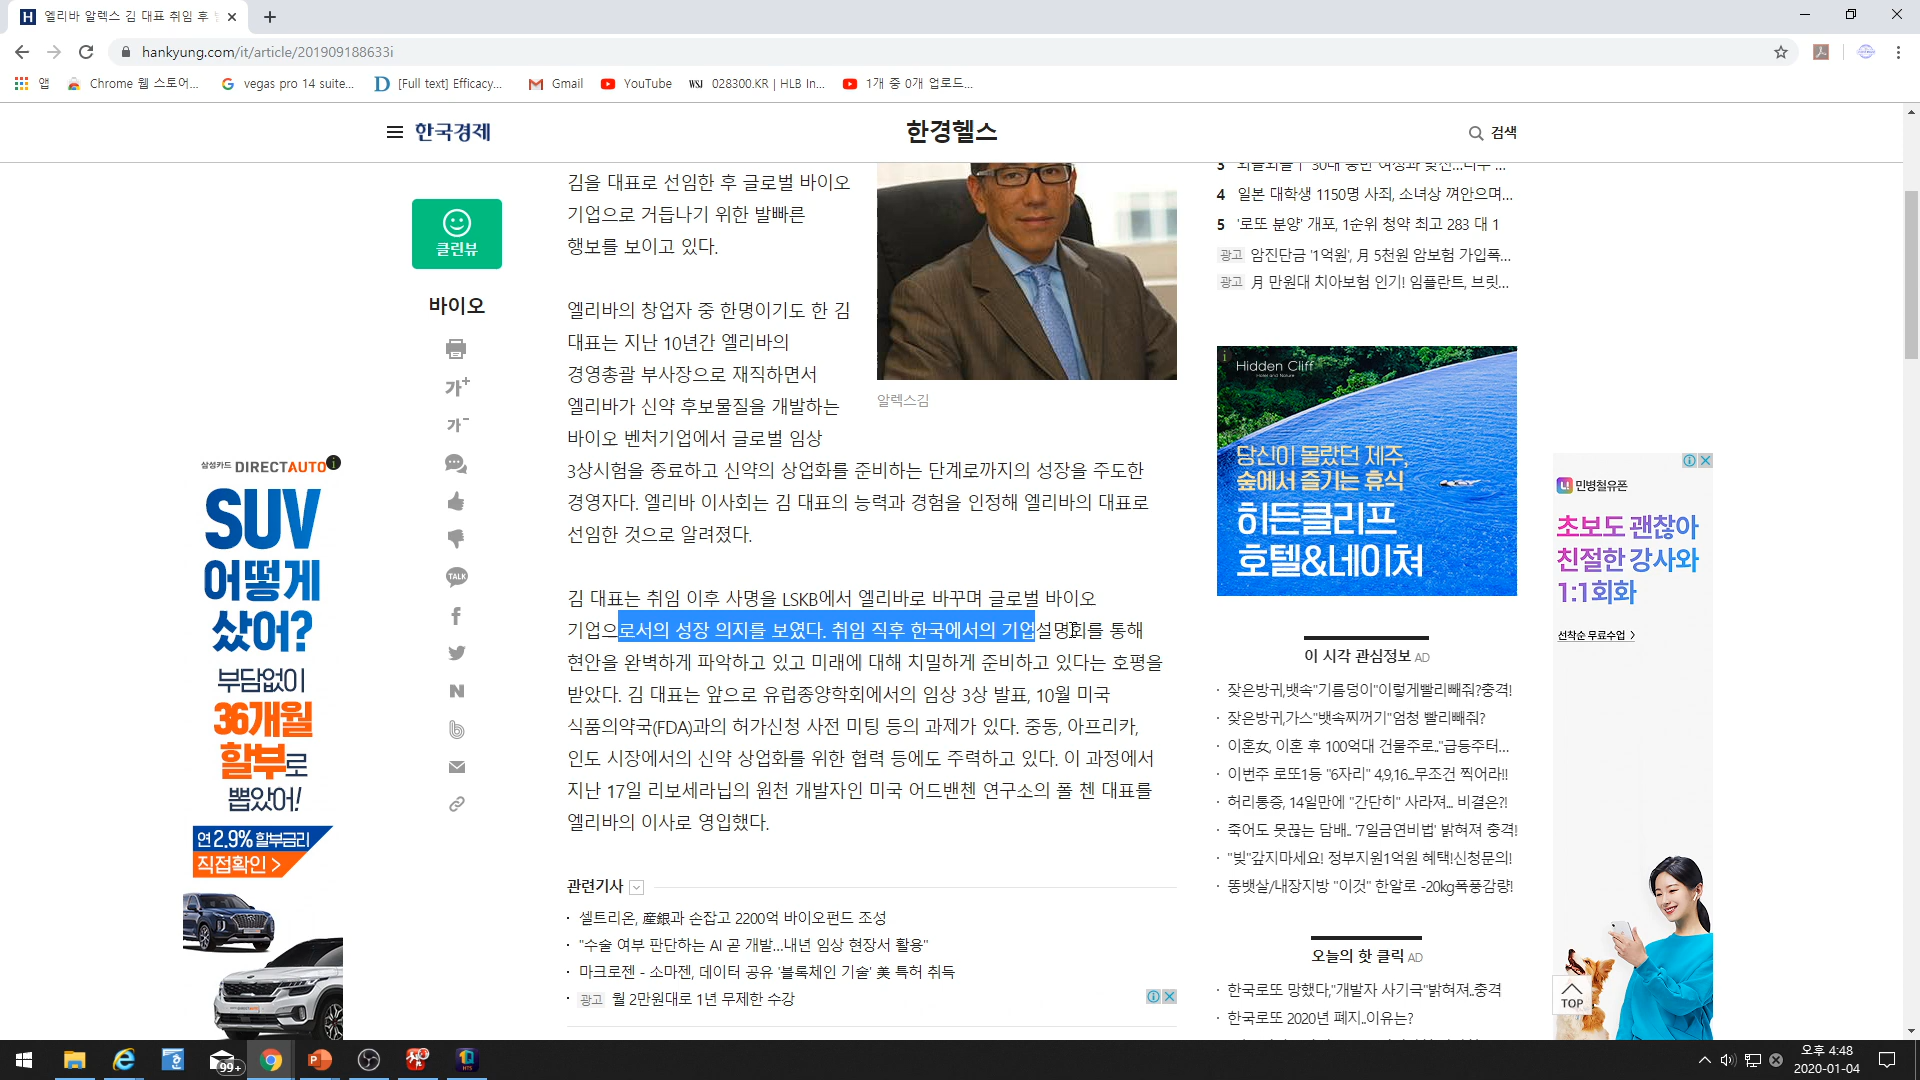 엘리바 알렉스 김 대표 취임 후
hankyung.com/it/article/201909188633i
앱
Chrome 웹 스토어...
vegas pro 14 suite...
[Full text] Efficacy...
Gmail
YouTube
WSJ 028300.KR | HLB In...
1개 중 0개 업로드...
한국경제
한경헬스
검색
클린뷰
바이오
가+
가-
TALK
김을 대표로 선임한 후 글로벌 바이오
기업으로 거듭나기 위한 발빠른
행보를 보이고 있다.
엘리바의 창업자 중 한명이기도 한 김
대표는 지난 10년간 엘리바의
경영총괄 부사장으로 재직하면서
엘리바가 신약 후보물질을 개발하는
바이오 벤처기업에서 글로벌 임상
3상시험을 종료하고 신약의 상업화를 준비하는 단계로까지의 성장을 주도한
경영자다. 엘리바 이사회는 김 대표의 능력과 경험을 인정해 엘리바의 대표로
선임한 것으로 알려졌다.
알렉스김
김 대표는 취임 이후 사명을 LSKB에서 엘리바로 바꾸며 글로벌 바이오
기업으로서의 성장 의지를 보였다. 취임 직후 한국에서의 기업설명회를 통해
현안을 완벽하게 파악하고 있고 미래에 대해 치밀하게 준비하고 있다는 호평을
받았다. 김 대표는 앞으로 유럽종양학회에서의 임상 3상 발표, 10월 미국
식품의약국(FDA)과의 허가신청 사전 미팅 등의 과제가 있다. 중동, 아프리카,
인도 시장에서의 신약 상업화를 위한 협력 등에도 주력하고 있다. 이 과정에서
지난 17일 리보세라닙의 원천 개발자인 미국 어드밴첸 연구소의 폴 첸 대표를
엘리바의 이사로 영입했다.
관련기사
· 셀트리온, 産銀과 손잡고 2200억 바이오펀드 조성
· "수술 여부 판단하는 AI 곧 개발...내년 임상 현장서 활용"
· 마크로젠 - 소마젠, 데이터 공유 '블록체인 기술' 美 특허 취득
· 광고 월 2만원대로 1년 무제한 수강
4 일본 대학생 1150명 사죄, 소녀상 껴안으며...
5 '로또 분양' 개포, 1순위 청약 최고 283 대 1
광고 암진단금 '1억원', 月 5천원 암보험 가입폭...
광고 月 만원대 치아보험 인기! 임플란트, 브릿...
Hidden Cliff
Hotel and Nature
당신이 몰랐던 제주,
숲에서 즐기는 휴식
히든클리프
호텔&네이쳐
이 시각 관심정보 AD
· 잦은방귀,뱃속"기름덩이"이렇게빨리빼줘?충격!
· 잦은방귀,가스"뱃속찌꺼기"엄청 빨리빼줘?
· 이혼女, 이혼 후 100억대 건물주로.."급등주터...
· 이번주 로또1등 "6자리" 4,9,16...무조건 찍어라!!
· 허리통증, 14일만에 "간단히" 사라져... 비결은?!
· 죽어도 못끊는 담배.. '7일금연비법' 밝혀져 충격!
· "빚"갚지마세요! 정부지원1억원 혜택!신청문의!
· 똥뱃살/내장지방 "이것" 한알로 -20kg폭풍감량!
오늘의 핫 클릭 AD
· 한국로또 망했다,"개발자 사기극"밝혀져..충격
· 한국로또 2020년 폐지..이유는?
삼성카드 DIRECTAUTO
SUV
어떻게
샀어?
부담없이
36개월
할부로
뽑았어!
연 2.9% 할부금리
직접확인 >
민병철유폰
초보도 괜찮아
친절한 강사와
1:1회화
선착순 무료수업 >
TOP
99+
오후 4:48
2020-01-04